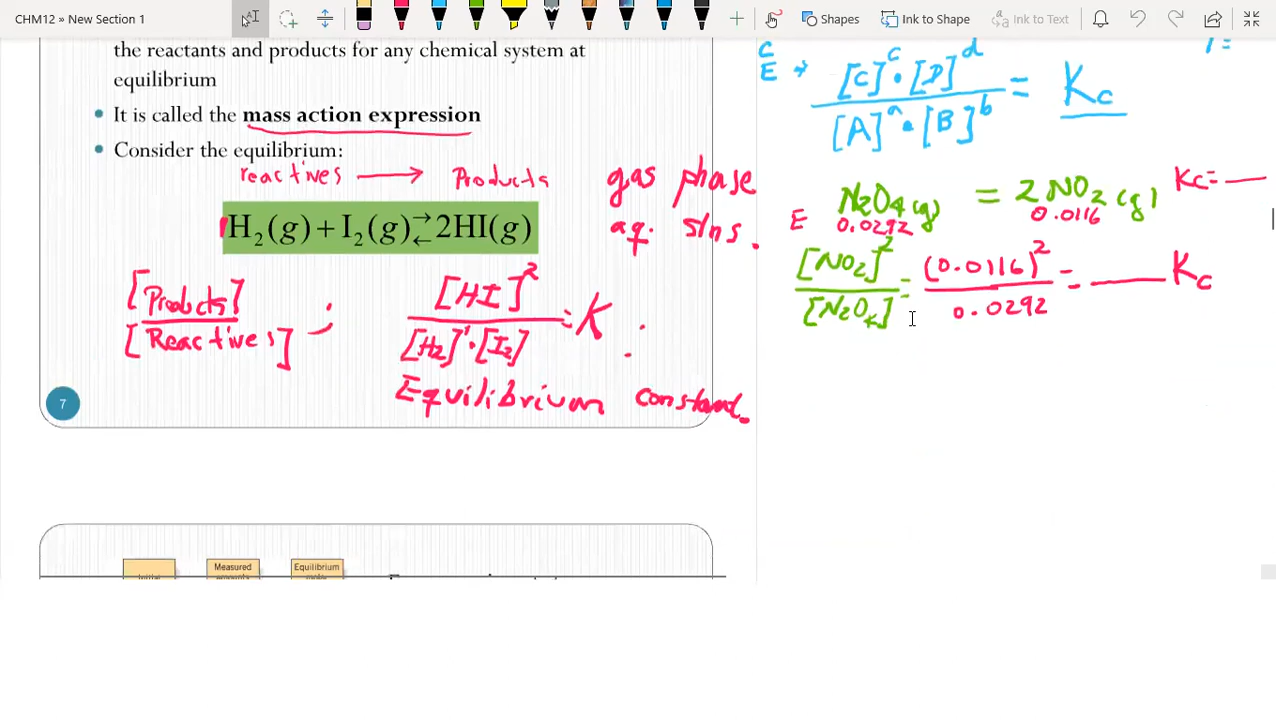 CHM12 » New Section 1
Shapes
Ink to Shape
Ink to Text
the reactants and products for any chemical system at
equilibrium
• It is called the mass action expression
• Consider the equilibrium:
reactives → Products
gas phase
aq. slns.
H₂(g) + I₂(g) ⇄ 2HI(g)
[Products]
[Reactives]
[HI]²
[H₂]¹·[I₂]
= K
Equilibrium constant.
7
Measured
Equilibrium
C
E →
[C]ᶜ·[D]ᵈ
[A]ᵃ·[B]ᵇ
= Kc
N₂O₄(g) = 2NO₂(g)
Kc=
E 0.0292 0.0116
[NO₂]² = (0.0116)² = Kc
0.0292